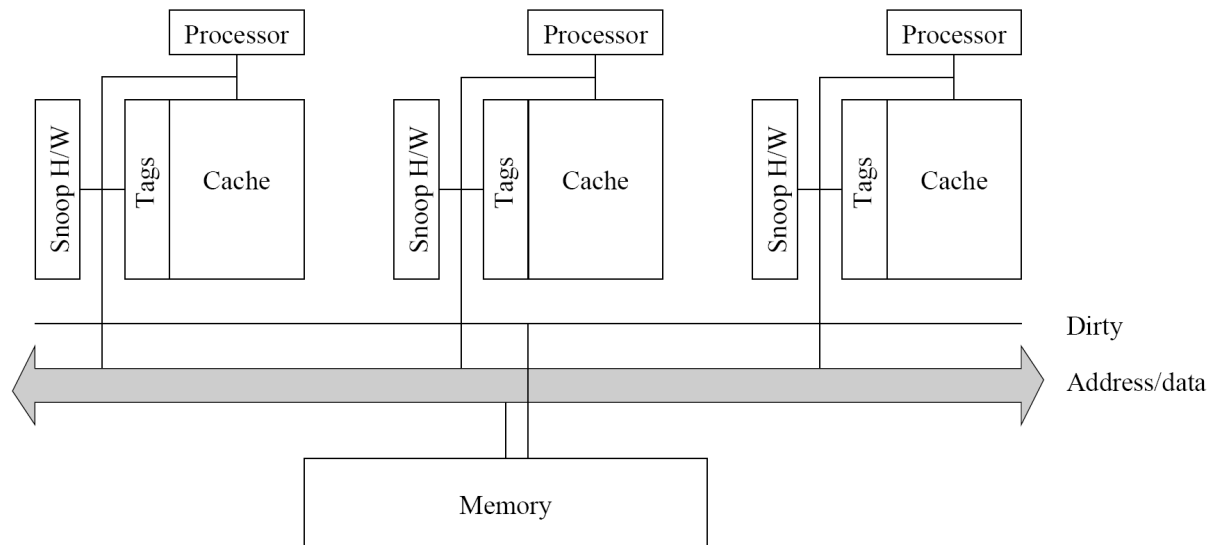 Processor
Processor
Processor
Snoop H/W
Tags
Cache
Snoop H/W
Tags
Cache
Snoop H/W
Tags
Cache
Dirty
Address/data
Memory